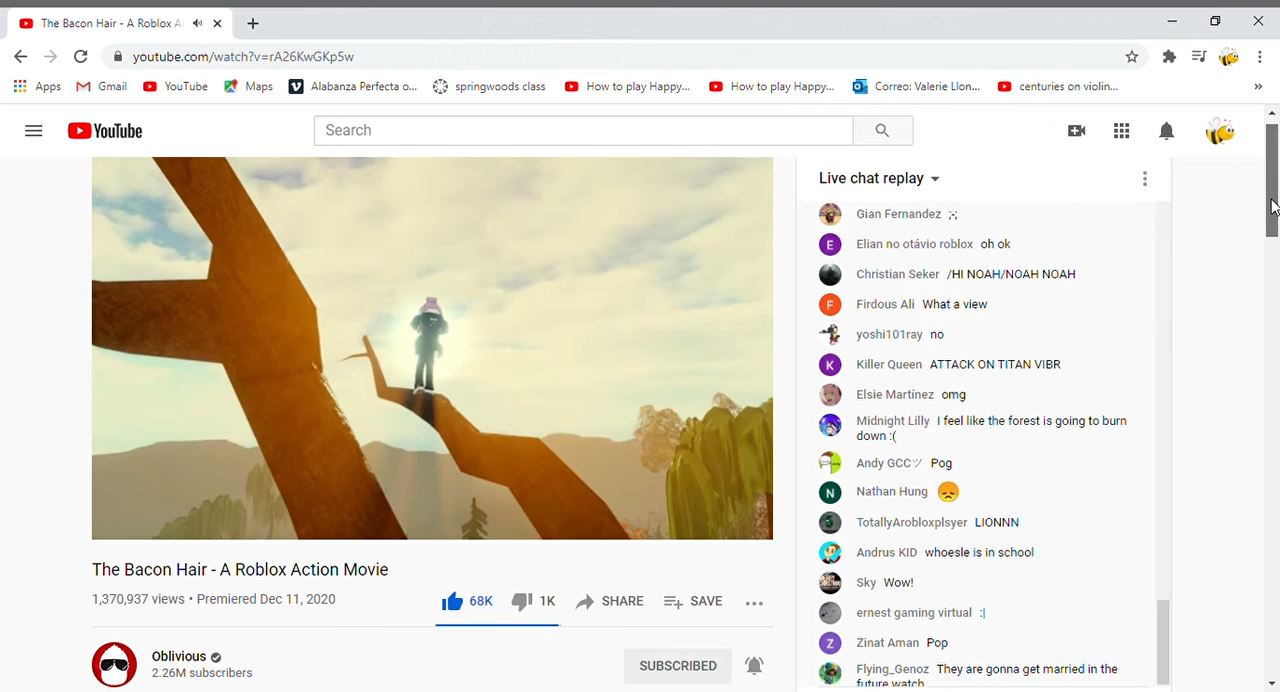 The Bacon Hair - A Roblox Ac
youtube.com/watch?v=rA26KwGKp5w
Apps Gmail YouTube Maps Alabanza Perfecta o... springwoods class How to play Happy... How to play Happy... Correo: Valerie Llon... centuries on violin... »
YouTube
Search
Live chat replay
Gian Fernandez ;-;
Elian no otávio roblox oh ok
Christian Seker /HI NOAH/NOAH NOAH
Firdous Ali What a view
yoshi101ray no
Killer Queen ATTACK ON TITAN VIBR
Elsie Martínez omg
Midnight Lilly I feel like the forest is going to burn
down :(
Andy GCCツ Pog
Nathan Hung 😞
TotallyArobloxplsyer LIONNN
Andrus KID whoesle is in school
Sky Wow!
ernest gaming virtual :|
Zinat Aman Pop
Flying_Genoz They are gonna get married in the
future watch
The Bacon Hair - A Roblox Action Movie
1,370,937 views • Premiered Dec 11, 2020
68K 1K SHARE SAVE ...
Oblivious
2.26M subscribers
SUBSCRIBED